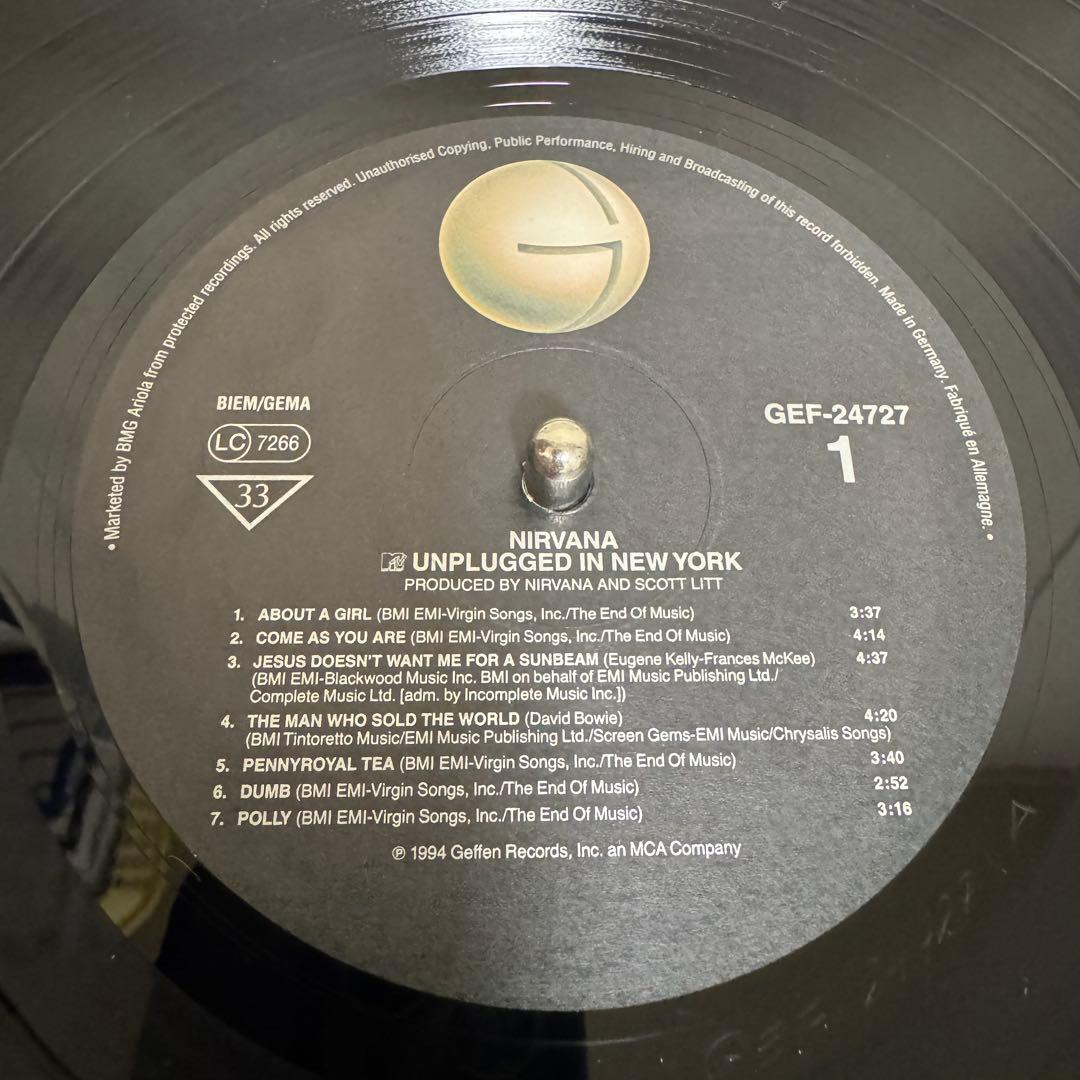 • Marketed by BMG Ariola from protected recordings. All rights reserved. Unauthorised Copying, Public Performance, Hiring and Broadcasting of this record forbidden. Made in Germany. Fabriqué en Allemagne. •
BIEM/GEMA
LC 7266
33
GEF-24727
1
NIRVANA
MTV UNPLUGGED IN NEW YORK
PRODUCED BY NIRVANA AND SCOTT LITT
1. ABOUT A GIRL (BMI EMI-Virgin Songs, Inc./The End Of Music) 3:37
2. COME AS YOU ARE (BMI EMI-Virgin Songs, Inc./The End Of Music) 4:14
3. JESUS DOESN'T WANT ME FOR A SUNBEAM (Eugene Kelly-Frances McKee) 4:37
(BMI EMI-Blackwood Music Inc. BMI on behalf of EMI Music Publishing Ltd./
Complete Music Ltd. [adm. by Incomplete Music Inc.])
4. THE MAN WHO SOLD THE WORLD (David Bowie) 4:20
(BMI Tintoretto Music/EMI Music Publishing Ltd./Screen Gems-EMI Music/Chrysalis Songs)
5. PENNYROYAL TEA (BMI EMI-Virgin Songs, Inc./The End Of Music) 3:40
6. DUMB (BMI EMI-Virgin Songs, Inc./The End Of Music) 2:52
7. POLLY (BMI EMI-Virgin Songs, Inc./The End Of Music) 3:16
℗ 1994 Geffen Records, Inc. an MCA Company